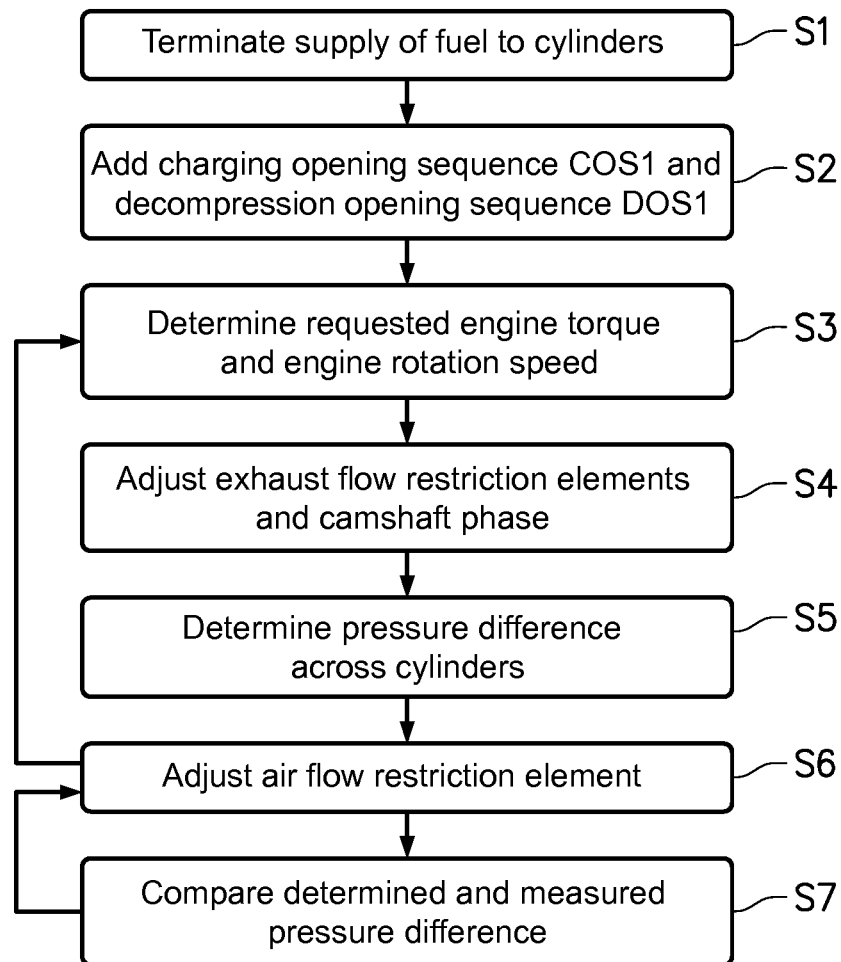 Terminate supply of fuel to cylinders
S1
Add charging opening sequence COS1 and
decompression opening sequence DOS1
S2
Determine requested engine torque
and engine rotation speed
S3
Adjust exhaust flow restriction elements
and camshaft phase
S4
Determine pressure difference
across cylinders
S5
Adjust air flow restriction element
S6
Compare determined and measured
pressure difference
S7